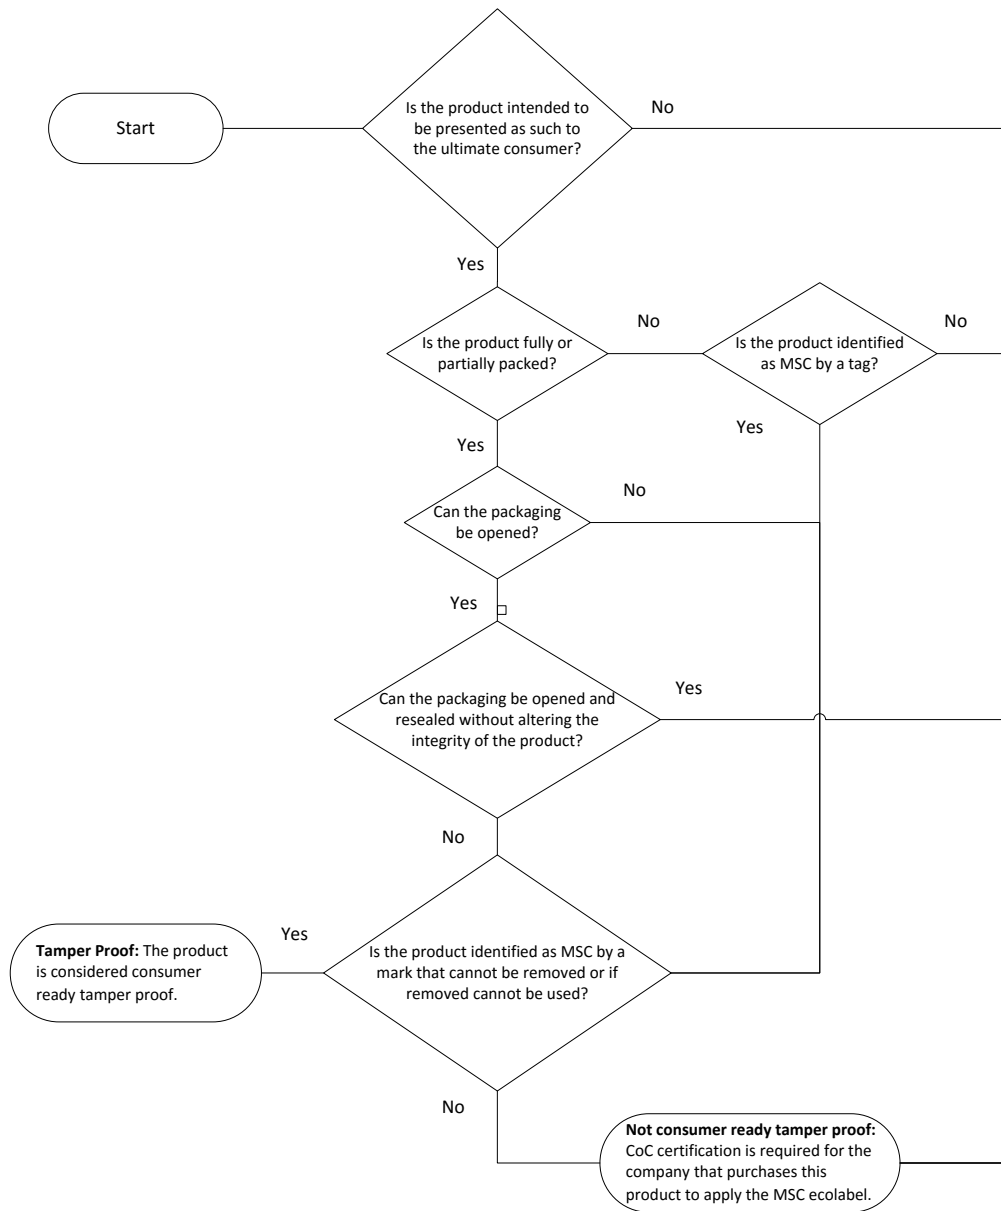 Is the product intended to
be presented as such to
the ultimate consumer?
No
Start
Yes
Is the product fully or
partially packed?
No
Is the product identified
as MSC by a tag?
No
Yes
Yes
Can the packaging
be opened?
No
Yes
Can the packaging be opened and
resealed without altering the
integrity of the product?
Yes
No
Is the product identified as MSC by a
mark that cannot be removed or if
removed cannot be used?
Yes
Tamper Proof: The product
is considered consumer
ready tamper proof.
No
Not consumer ready tamper proof:
CoC certification is required for the
company that purchases this
product to apply the MSC ecolabel.